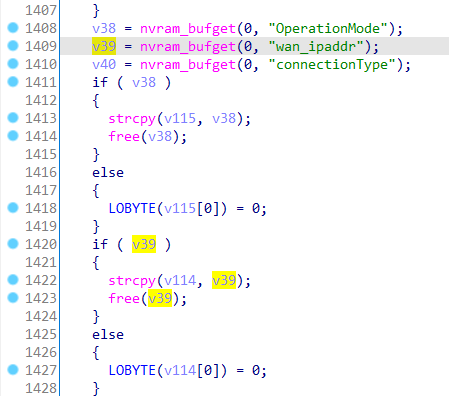 1407 }
1408 v38 = nvram_bufget(0, "OperationMode");
1409 v39 = nvram_bufget(0, "wan_ipaddr");
1410 v40 = nvram_bufget(0, "connectionType");
1411 if ( v38 )
1412 {
1413 strcpy(v115, v38);
1414 free(v38);
1415 }
1416 else
1417 {
1418 LOBYTE(v115[0]) = 0;
1419 }
1420 if ( v39 )
1421 {
1422 strcpy(v114, v39);
1423 free(v39);
1424 }
1425 else
1426 {
1427 LOBYTE(v114[0]) = 0;
1428 }